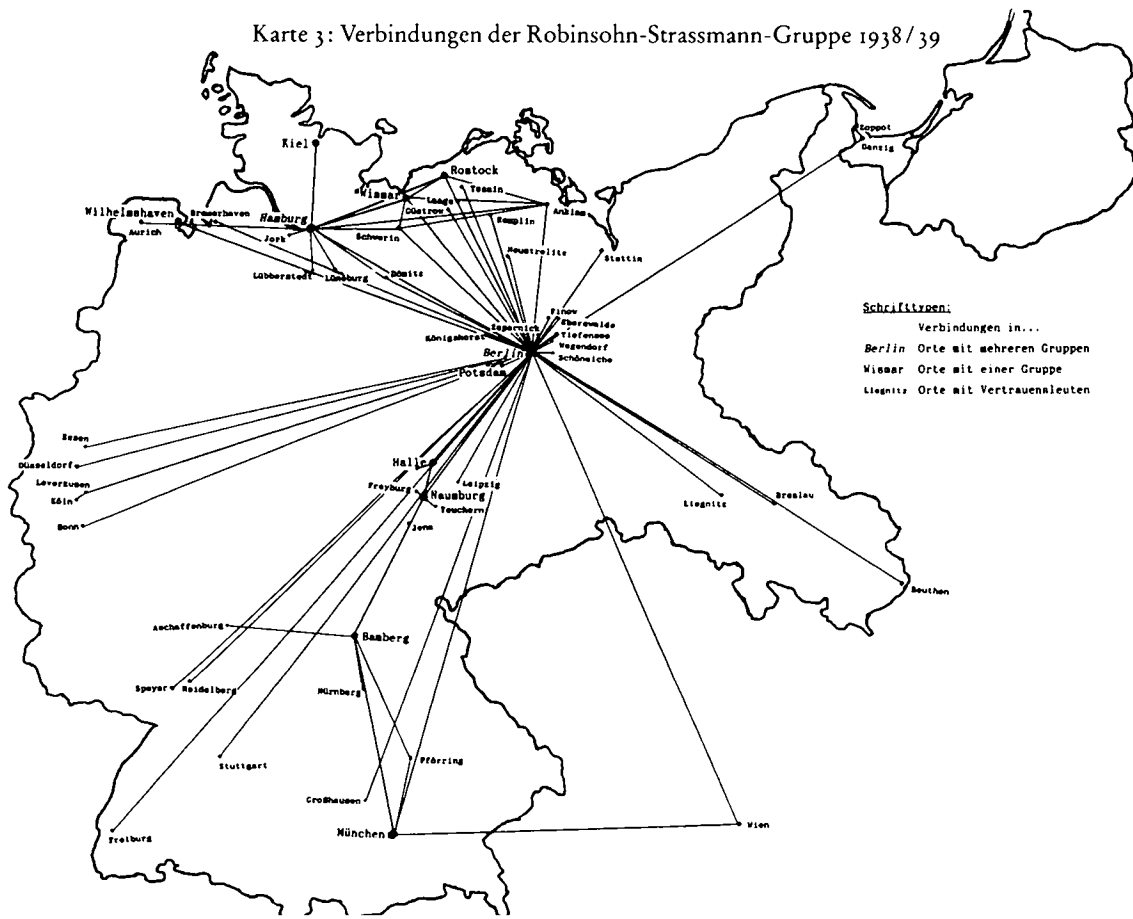 Karte 3: Verbindungen der Robinsohn-Strassmann-Gruppe 1938/39
Zoppot
Danzig
Kiel
Rostock
Tessin
Wismar
Laage
Güstrow
Anklam
Wilhelmshaven
Bremerhaven
Hamburg
Remplin
Aurich
Jork
Schwerin
Neustrelitz
Stettin
Lübberstedt
Lüneburg
Dömitz
Finow
Eberswalde
Zepernick
Tiefensee
Königshorst
Wegendorf
Berlin
Schöneiche
Potsdam
Schrifttypen:
Verbindungen in...
Berlin Orte mit mehreren Gruppen
Wismar Orte mit einer Gruppe
Liegnitz Orte mit Vertrauensleuten
Essen
Düsseldorf
Halle
Leverkusen
Leipzig
Freyburg
Naumburg
Köln
Teuchern
Liegnitz
Breslau
Bonn
Jena
Beuthen
Aschaffenburg
Bamberg
Speyer
Heidelberg
Nürnberg
Stuttgart
Pförring
Großhausen
München
Wien
Freiburg